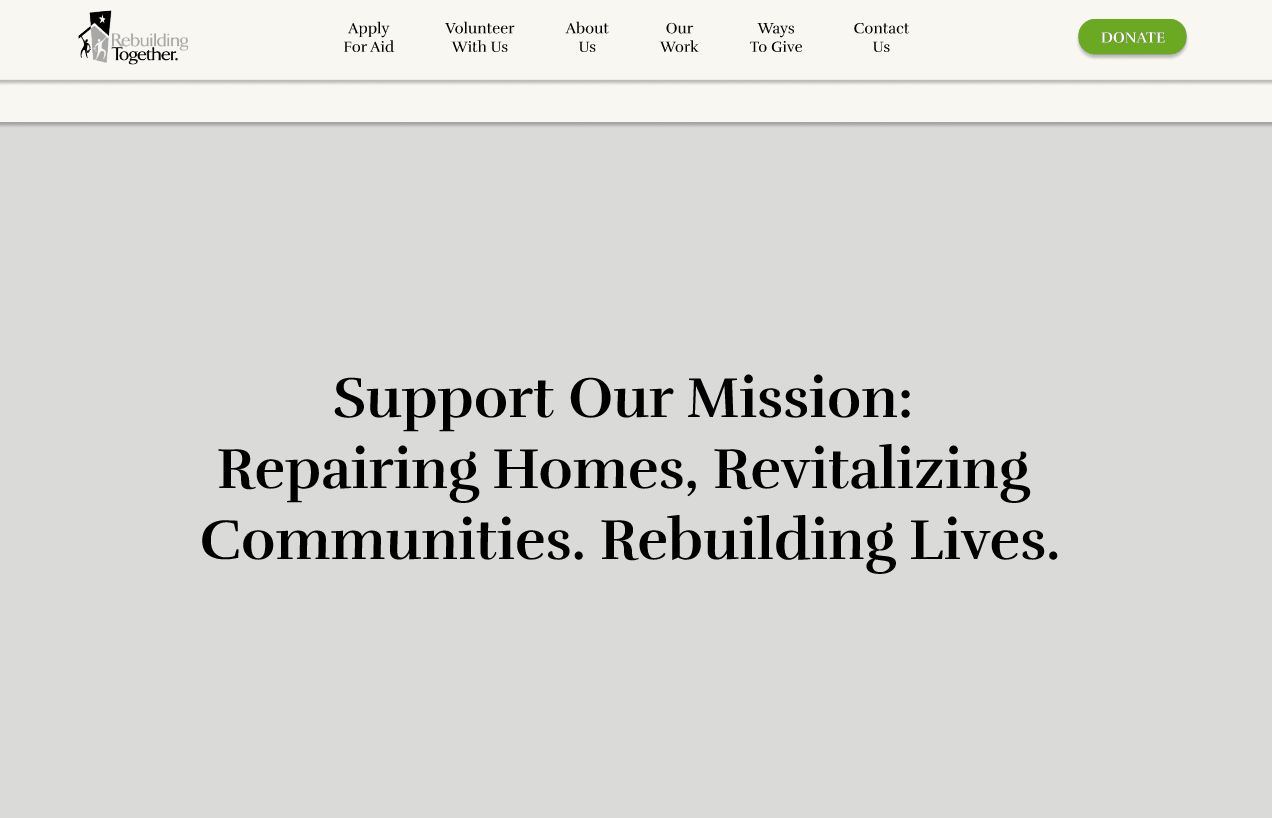 Rebuilding
Together.
Apply
For Aid
Volunteer
With Us
About
Us
Our
Work
Ways
To Give
Contact
Us
DONATE
Support Our Mission:
Repairing Homes, Revitalizing
Communities. Rebuilding Lives.